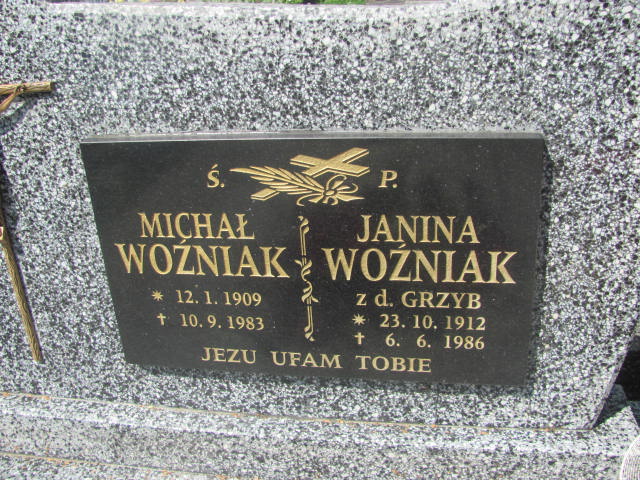 Ś. P.
MICHAŁ
WOŹNIAK
* 12. 1. 1909
† 10. 9. 1983
JANINA
WOŹNIAK
z d. GRZYB
* 23. 10. 1912
† 6. 6. 1986
JEZU UFAM TOBIE